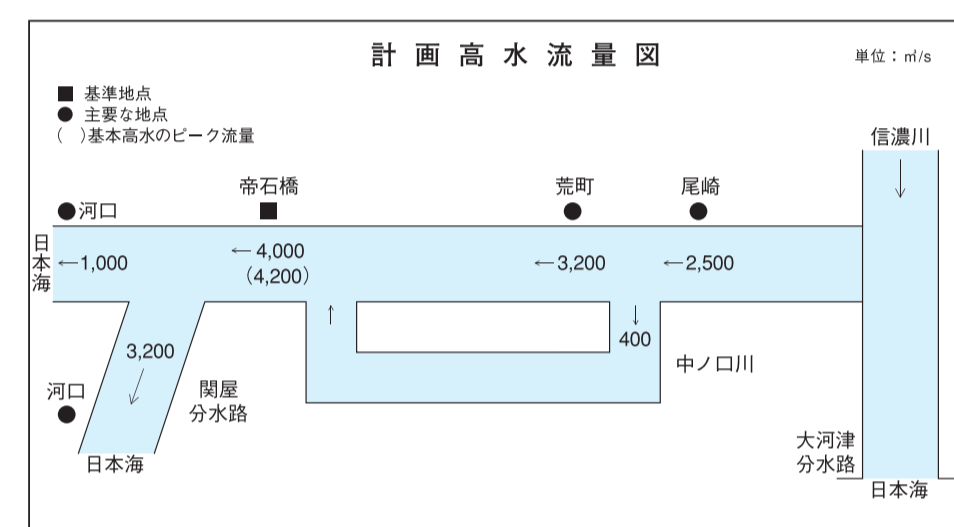 計画高水流量図
単位：㎥/s
■ 基準地点
● 主要な地点
(　)基本高水のピーク流量
信濃川
↓
帝石橋
■
荒町
●
尾崎
●
●河口
日本海
←1,000
←4,000
(4,200)
←3,200
←2,500
↑
↓
400
3,200
中ノ口川
関屋
分水路
河口
●
日本海
大河津
分水路
日本海